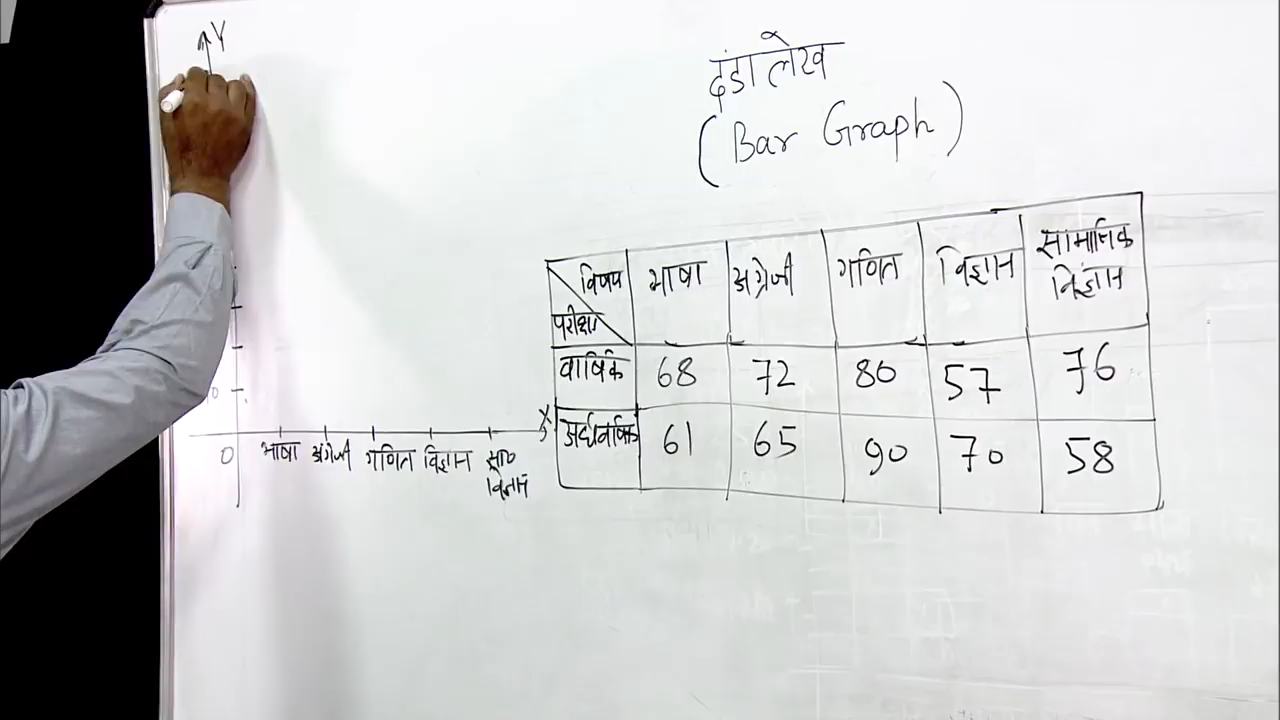 Y
दंडालेख
(Bar Graph)
विषय भाषा अंग्रेजी गणित विज्ञान सामाजिक विज्ञान
परीक्षा
वार्षिक 68 72 80 57 76
अर्धवार्षिक 61 65 90 70 58
X
0 भाषा अंग्रेजी गणित विज्ञान सा० विज्ञान